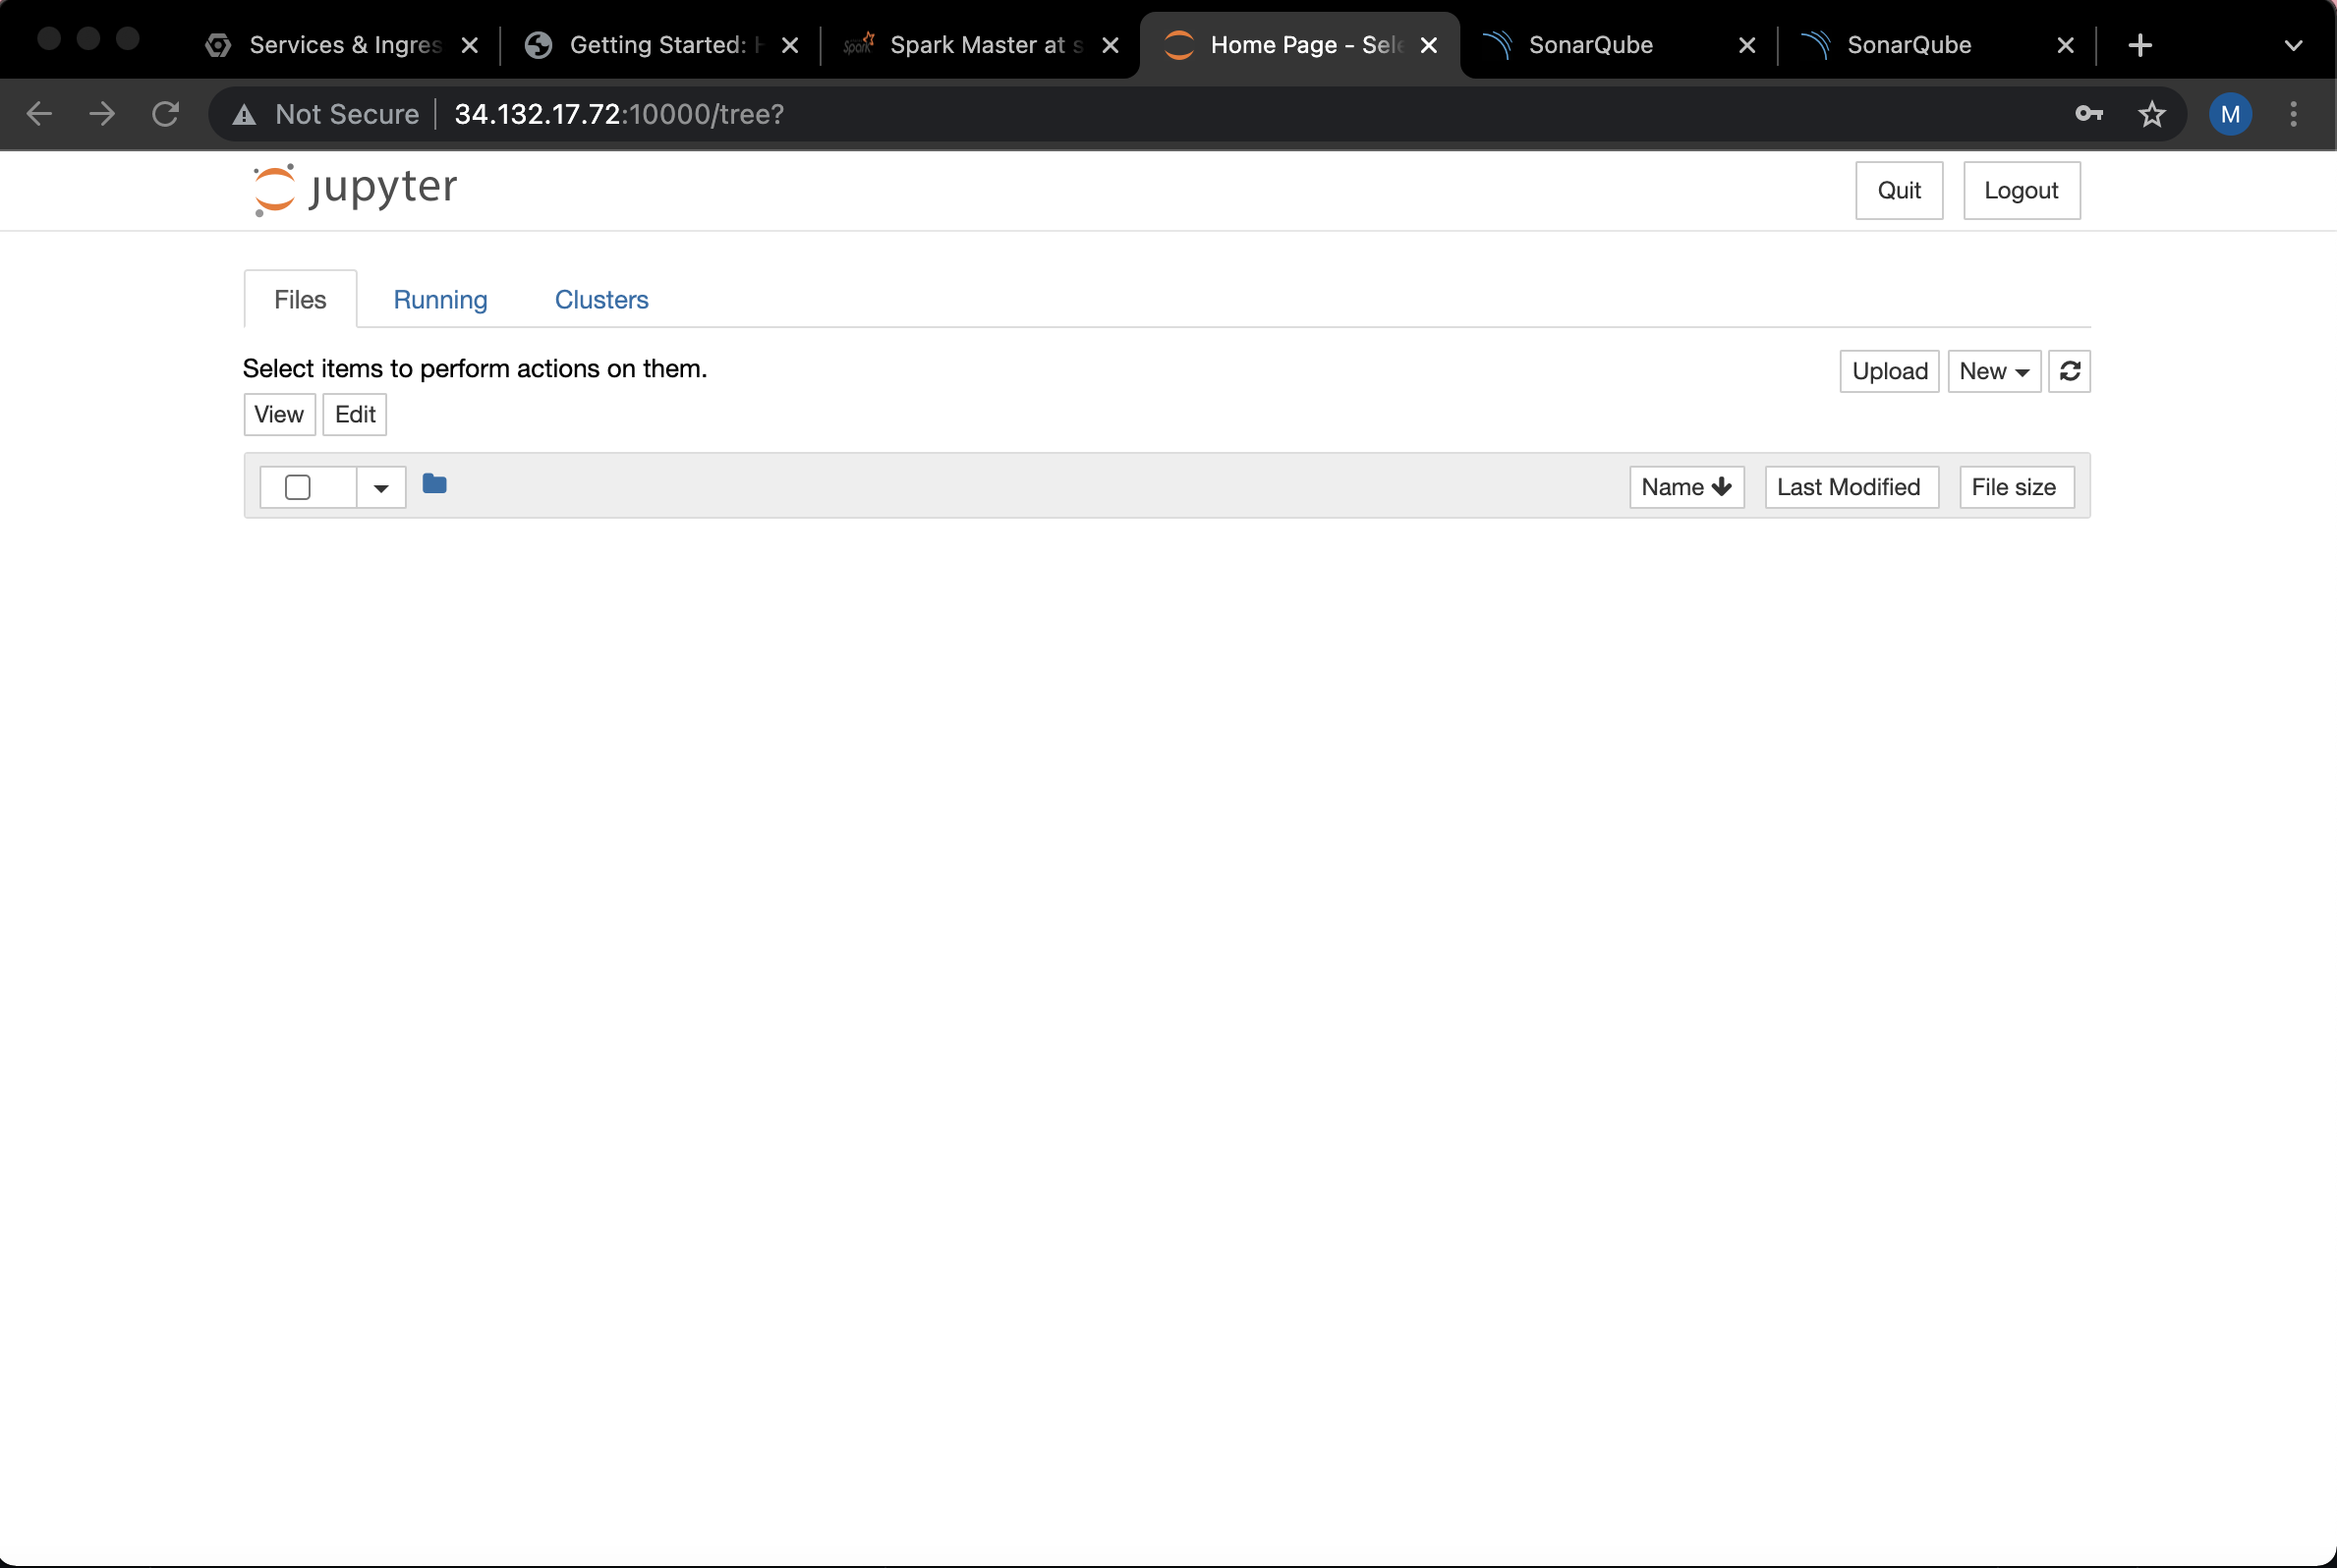 Services & Ingres
Getting Started: H
Spark Master at s
Home Page - Sele
SonarQube
SonarQube
Not Secure 34.132.17.72:10000/tree?
M
jupyter
Quit
Logout
Files
Running
Clusters
Select items to perform actions on them.
Upload
New
View
Edit
Name
Last Modified
File size